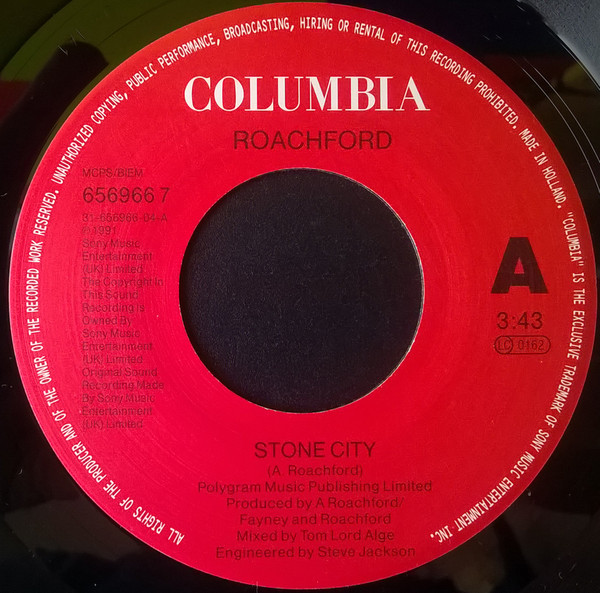 ALL RIGHTS OF THE PRODUCER AND OF THE OWNER OF THE RECORDED WORK RESERVED. UNAUTHORIZED COPYING, PUBLIC PERFORMANCE, BROADCASTING, HIRING OR RENTAL OF THIS RECORDING PROHIBITED. MADE IN HOLLAND. "COLUMBIA" IS THE EXCLUSIVE TRADEMARK OF SONY MUSIC ENTERTAINMENT INC.
COLUMBIA
ROACHFORD
MCPS/BIEM
656966 7
31-656966-04-A
℗ 1991
Sony Music
Entertainment
(UK) Limited
The Copyright In
This Sound
Recording Is
Owned By
Sony Music
Entertainment
(UK) Limited
Original Sound
Recording Made
By Sony Music
Entertainment
(UK) Limited
A
3:43
LC 0162
STONE CITY
(A. Roachford)
Polygram Music Publishing Limited
Produced by A Roachford/
Fayney and Roachford
Mixed by Tom Lord Alge
Engineered by Steve Jackson